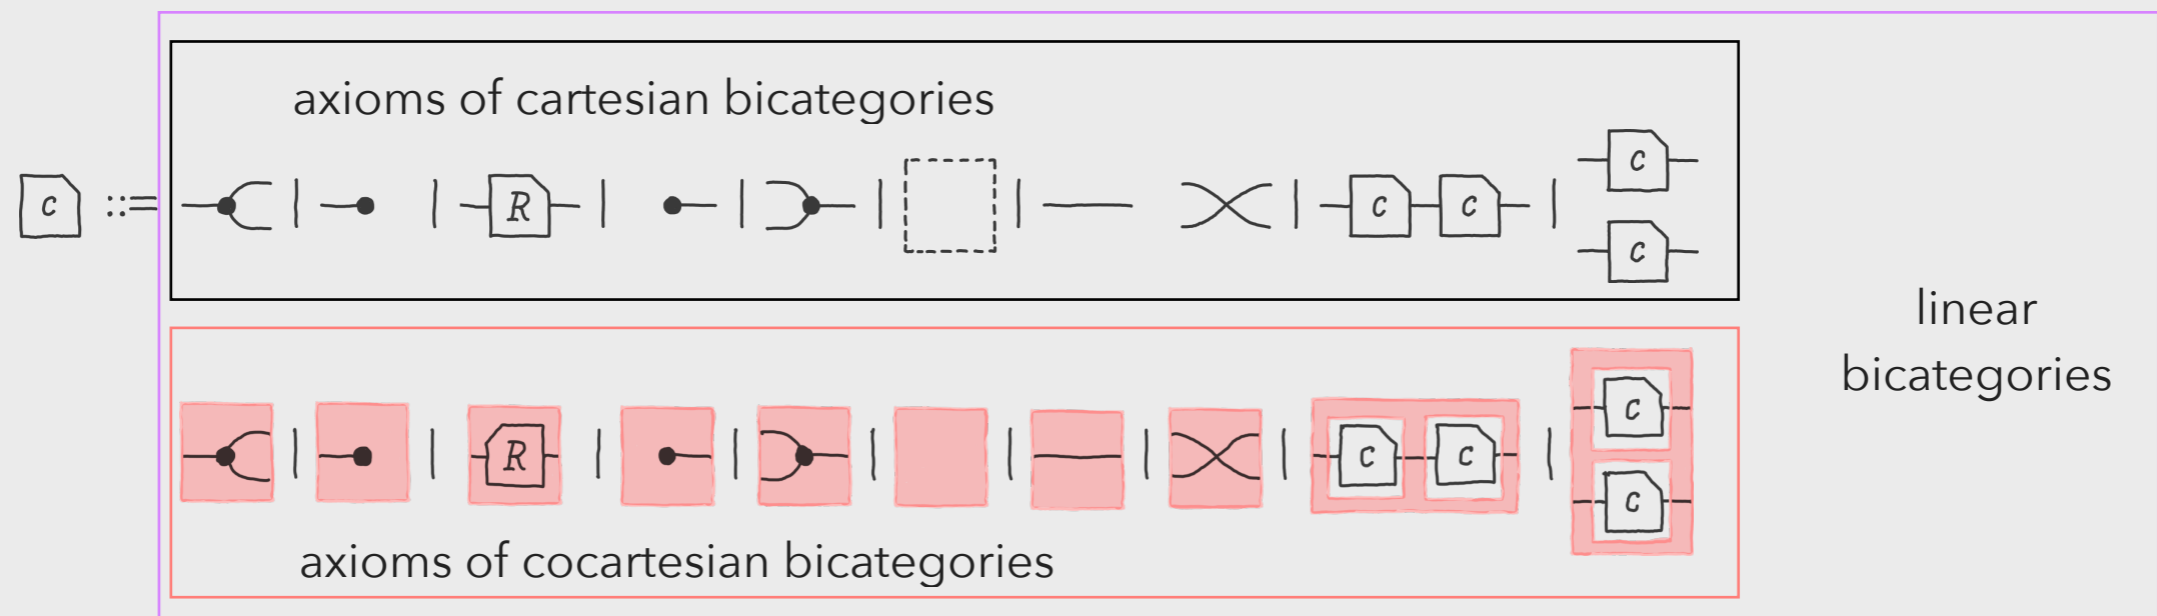 axioms of cartesian bicategories
c
c ::= | | R | | | | | c c |
c
linear
bicategories
c
| | R | | | | | | c c |
c
axioms of cocartesian bicategories